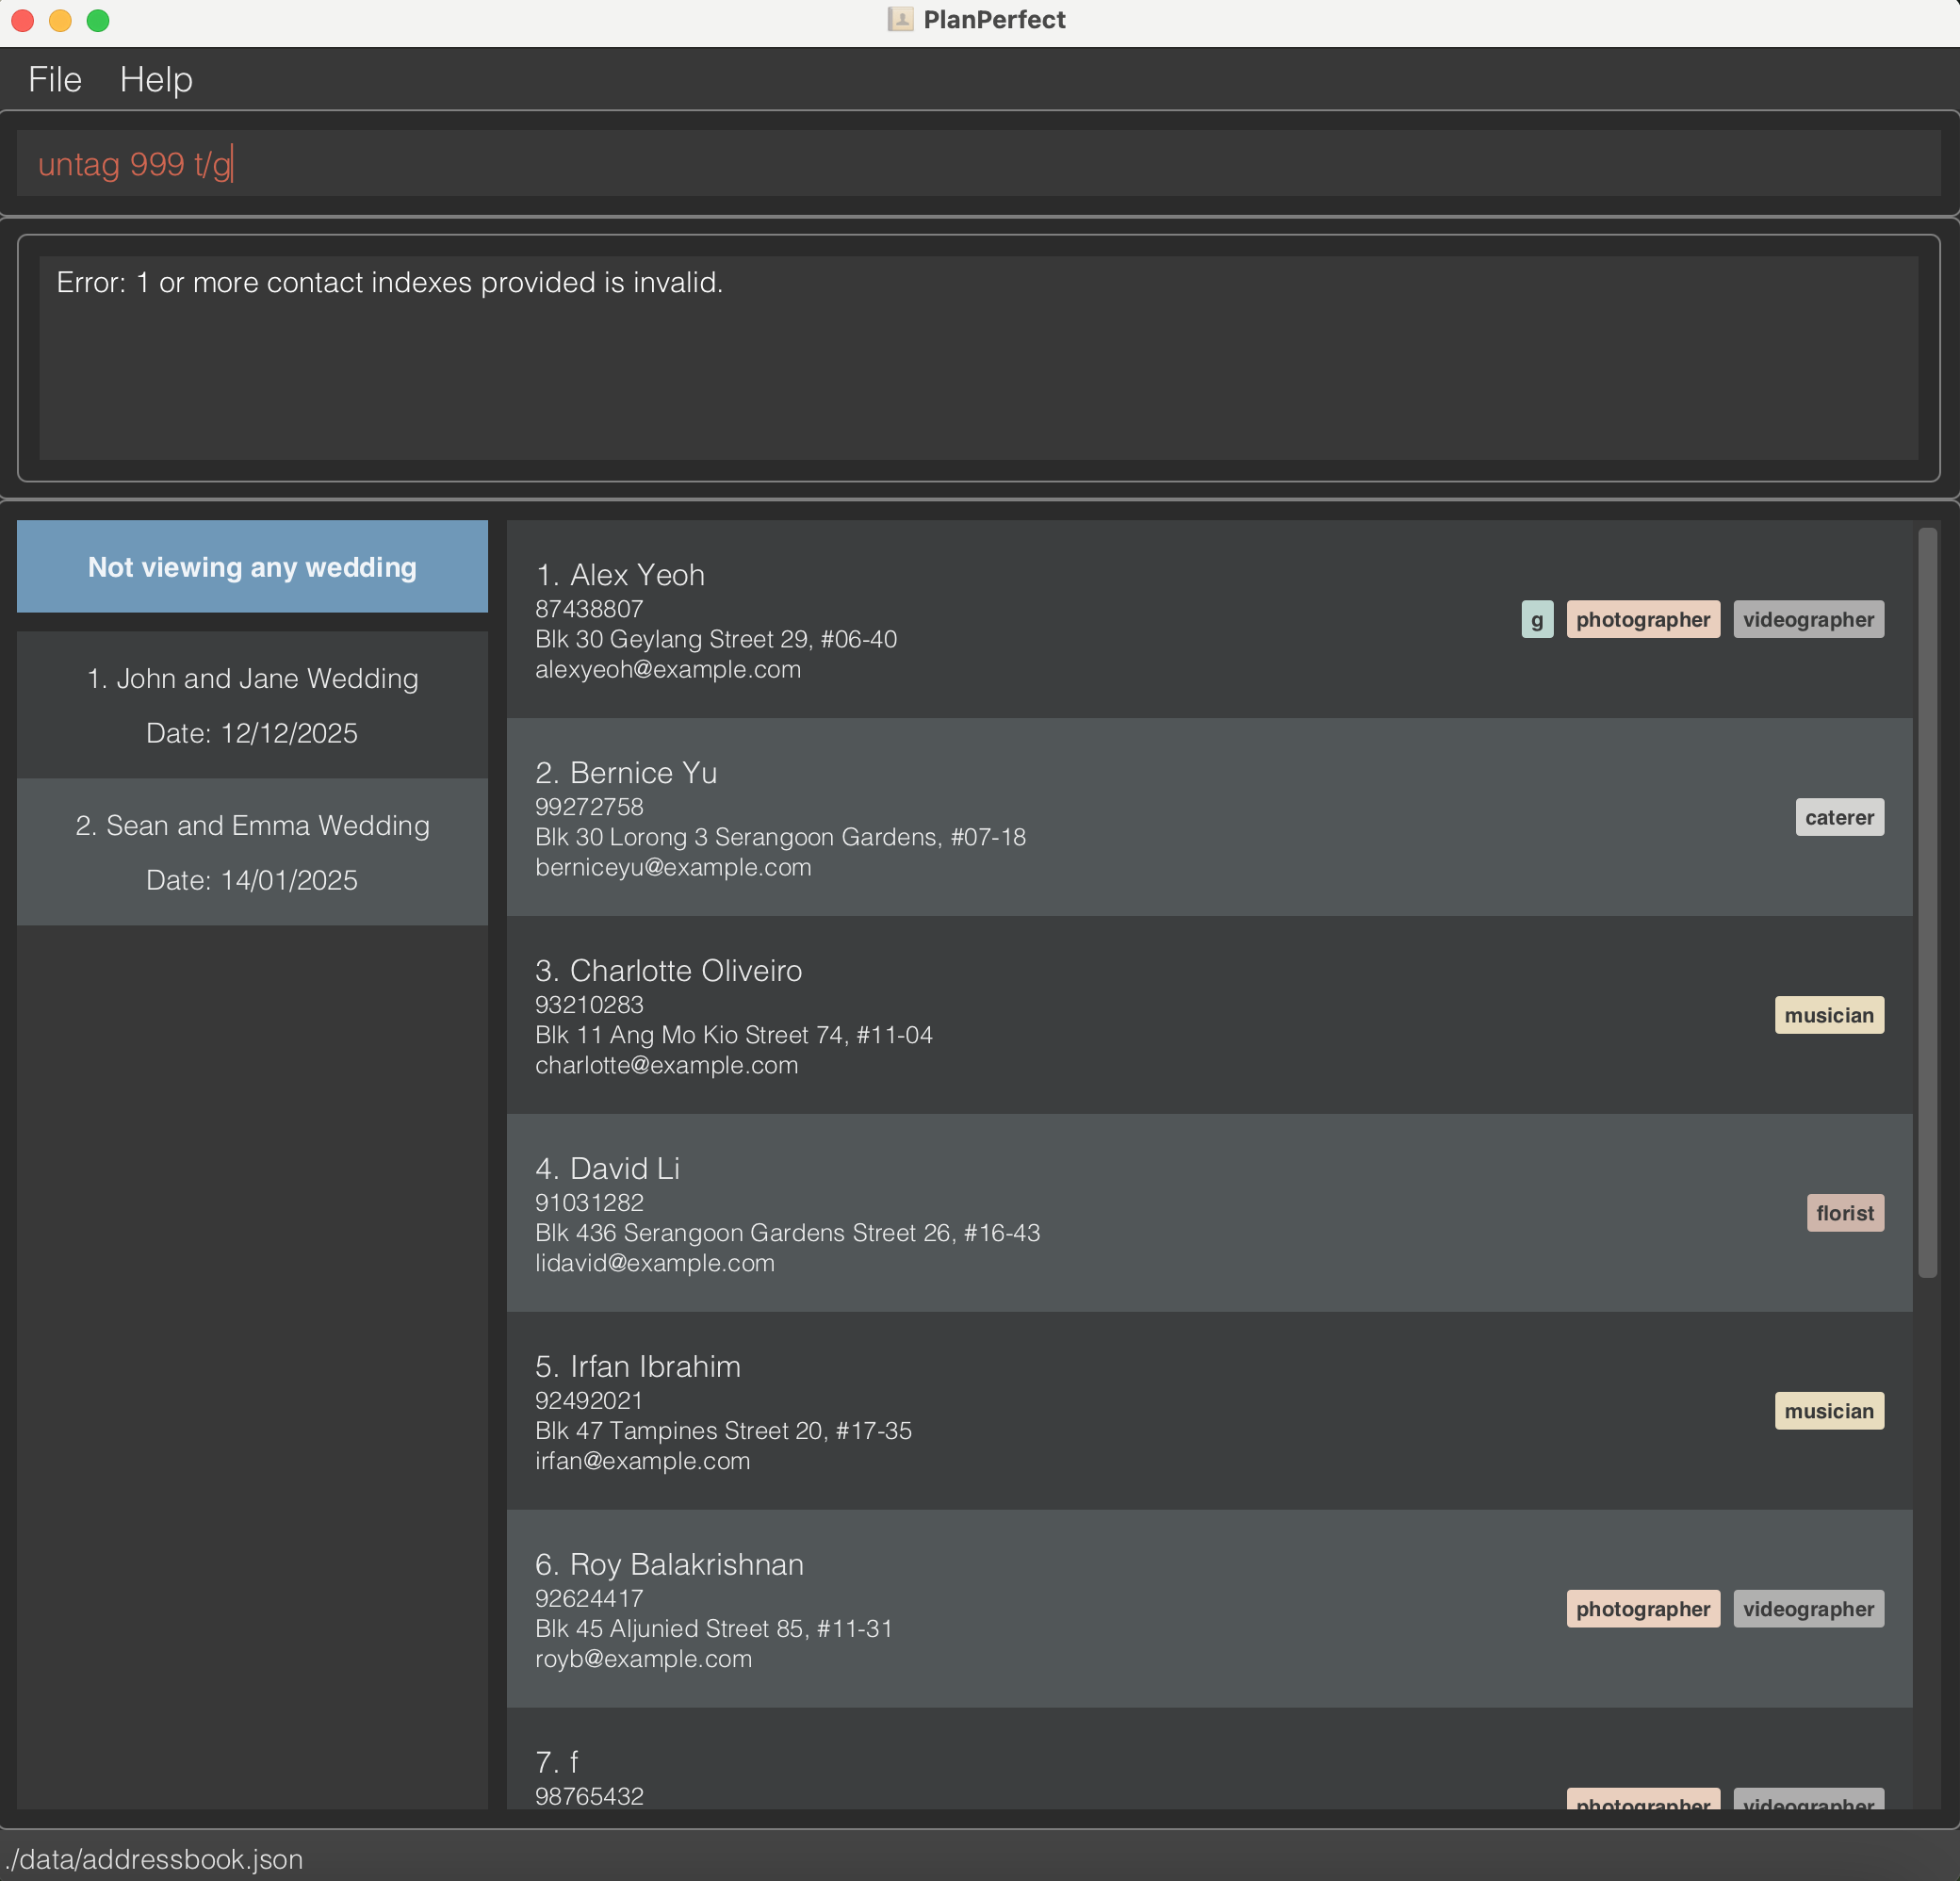 PlanPerfect
File Help
untag 999 t/g
Error: 1 or more contact indexes provided is invalid.
Not viewing any wedding
1. John and Jane Wedding
Date: 12/12/2025
2. Sean and Emma Wedding
Date: 14/01/2025
1. Alex Yeoh
87438807
Blk 30 Geylang Street 29, #06-40
alexyeoh@example.com
g photographer videographer
2. Bernice Yu
99272758
Blk 30 Lorong 3 Serangoon Gardens, #07-18
berniceyu@example.com
caterer
3. Charlotte Oliveiro
93210283
Blk 11 Ang Mo Kio Street 74, #11-04
charlotte@example.com
musician
4. David Li
91031282
Blk 436 Serangoon Gardens Street 26, #16-43
lidavid@example.com
florist
5. Irfan Ibrahim
92492021
Blk 47 Tampines Street 20, #17-35
irfan@example.com
musician
6. Roy Balakrishnan
92624417
Blk 45 Aljunied Street 85, #11-31
royb@example.com
photographer videographer
7. f
98765432
photographer videographer
./data/addressbook.json